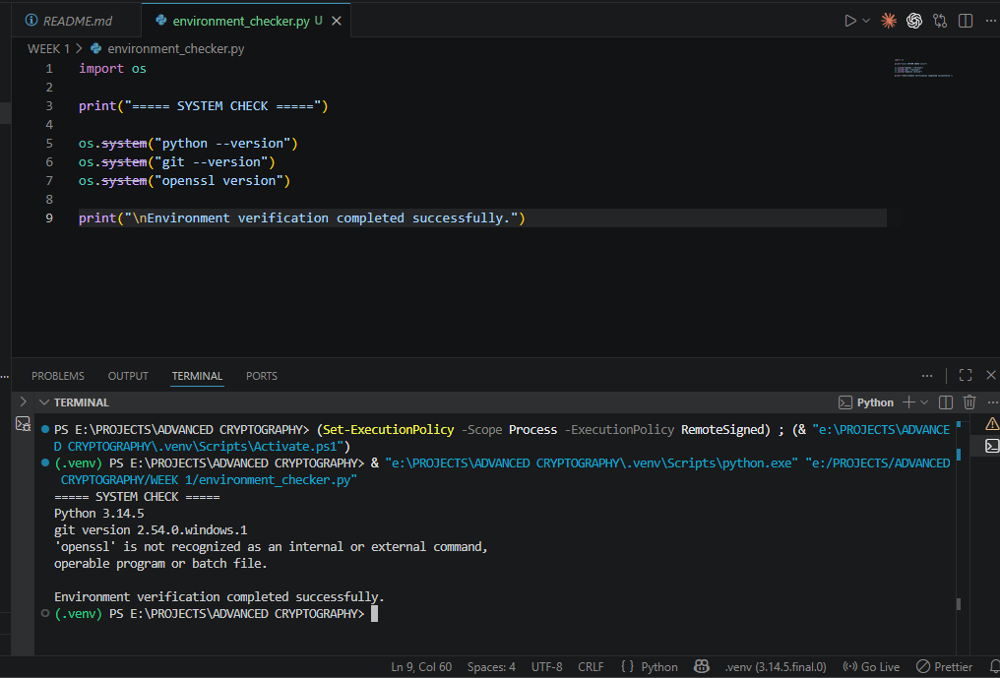 README.md
environment_checker.py U
WEEK 1 > environment_checker.py
1 import os
2
3 print("===== SYSTEM CHECK =====")
4
5 os.system("python --version")
6 os.system("git --version")
7 os.system("openssl version")
8
9 print("\nEnvironment verification completed successfully.")
PROBLEMS OUTPUT TERMINAL PORTS
TERMINAL
Python
PS E:\PROJECTS\ADVANCED CRYPTOGRAPHY> (Set-ExecutionPolicy -Scope Process -ExecutionPolicy RemoteSigned) ; (& "e:\PROJECTS\ADVANCE
D CRYPTOGRAPHY\.venv\Scripts\Activate.ps1")
(.venv) PS E:\PROJECTS\ADVANCED CRYPTOGRAPHY> & "e:\PROJECTS\ADVANCED CRYPTOGRAPHY\.venv\Scripts\python.exe" "e:/PROJECTS/ADVANCED
CRYPTOGRAPHY/WEEK 1/environment_checker.py"
===== SYSTEM CHECK =====
Python 3.14.5
git version 2.54.0.windows.1
'openssl' is not recognized as an internal or external command,
operable program or batch file.

Environment verification completed successfully.
(.venv) PS E:\PROJECTS\ADVANCED CRYPTOGRAPHY>
Ln 9, Col 60 Spaces: 4 UTF-8 CRLF { } Python .venv (3.14.5.final.0) Go Live Prettier